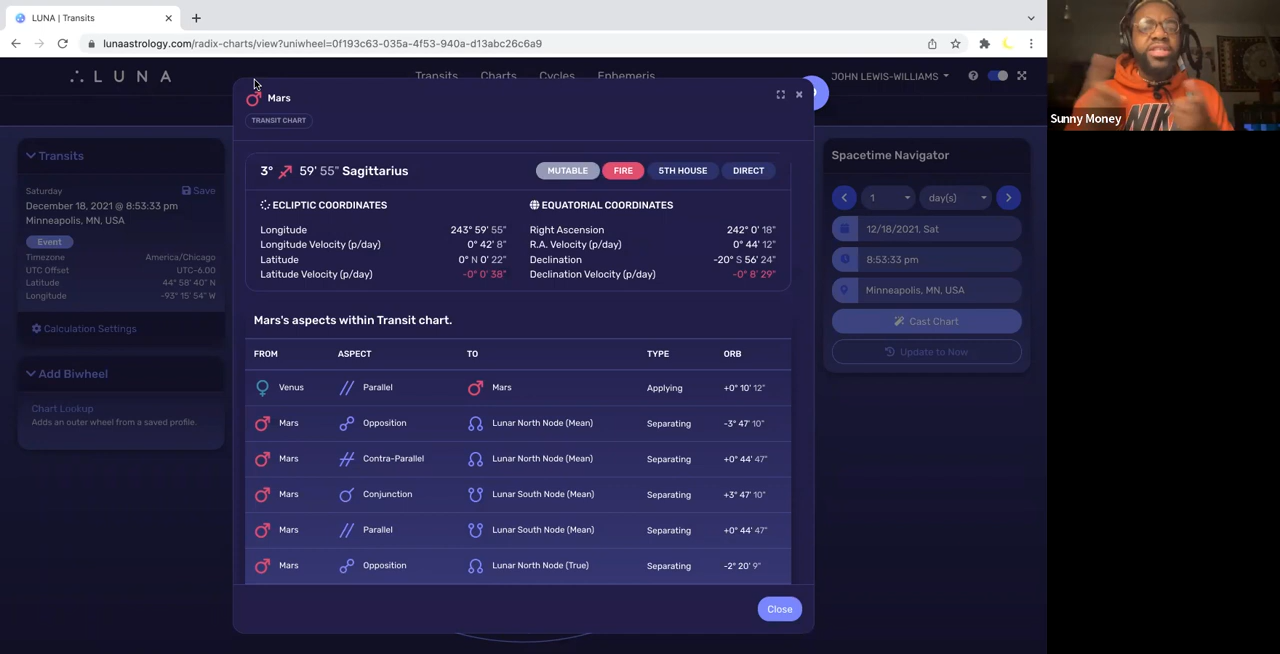 LUNA | Transits
lunaastrology.com/radix-charts/view?uniwheel=0f193c63-035a-4f53-940a-d13abc26c6a9
LUNA
Transits Charts Cycles Ephemeris
JOHN LEWIS-WILLIAMS
Transits
Saturday
Save
December 18, 2021 @ 8:53:33 pm
Minneapolis, MN, USA
Event
Timezone America/Chicago
UTC Offset UTC-6.00
Latitude 44° 58' 40" N
Longitude -93° 15' 54" W
Calculation Settings
Add Biwheel
Chart Lookup
Adds an outer wheel from a saved profile.
Mars
TRANSIT CHART
3° 59' 55" Sagittarius
MUTABLE FIRE 5TH HOUSE DIRECT
ECLIPTIC COORDINATES
Longitude 243° 59' 55"
Longitude Velocity (p/day) 0° 42' 8"
Latitude 0° N 0' 22"
Latitude Velocity (p/day) -0° 0' 38"
EQUATORIAL COORDINATES
Right Ascension 242° 0' 18"
R.A. Velocity (p/day) 0° 44' 12"
Declination -20° S 56' 24"
Declination Velocity (p/day) -0° 8' 29"
Mars's aspects within Transit chart.
FROM ASPECT TO TYPE ORB
Venus Parallel Mars Applying +0° 10' 12"
Mars Opposition Lunar North Node (Mean) Separating -3° 47' 10"
Mars Contra-Parallel Lunar North Node (Mean) Separating +0° 44' 47"
Mars Conjunction Lunar South Node (Mean) Separating +3° 47' 10"
Mars Parallel Lunar South Node (Mean) Separating +0° 44' 47"
Mars Opposition Lunar North Node (True) Separating -2° 20' 9"
Close
Spacetime Navigator
1 day(s)
12/18/2021, Sat
8:53:33 pm
Minneapolis, MN, USA
Cast Chart
Update to Now
Sunny Money